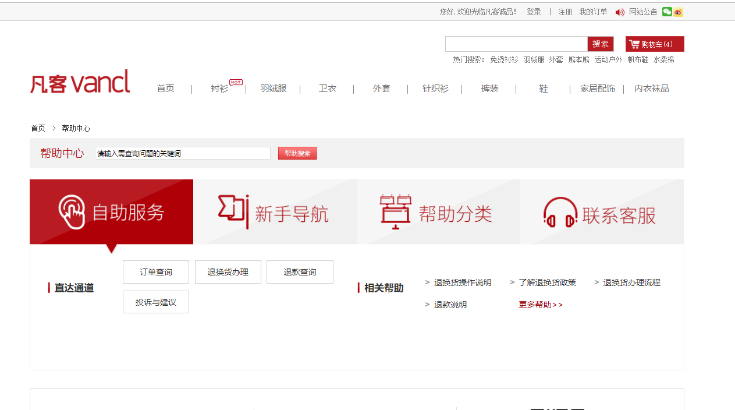 您好, 欢迎光临凡客诚品! 登录 | 注册 我的订单 网站公告
搜索 购物车(4)
热门搜索: 免烫衬衫 羽绒服 外套 熊本熊 运动户外 帆布鞋 水柔棉
凡客 vancl 首页 | 衬衫 HOT | 羽绒服 | 卫衣 | 外套 | 针织衫 | 裤装 | 鞋 | 家居配饰 | 内衣袜品
首页 > 帮助中心
帮助中心 请输入需查询问题的关键词 帮助搜索
自助服务 新手导航 帮助分类 联系客服
直达通道 订单查询 退换货办理 退款查询
投诉与建议
相关帮助 > 退换货操作说明 > 了解退换货政策 > 退换货办理流程
> 退款说明 更多帮助>>